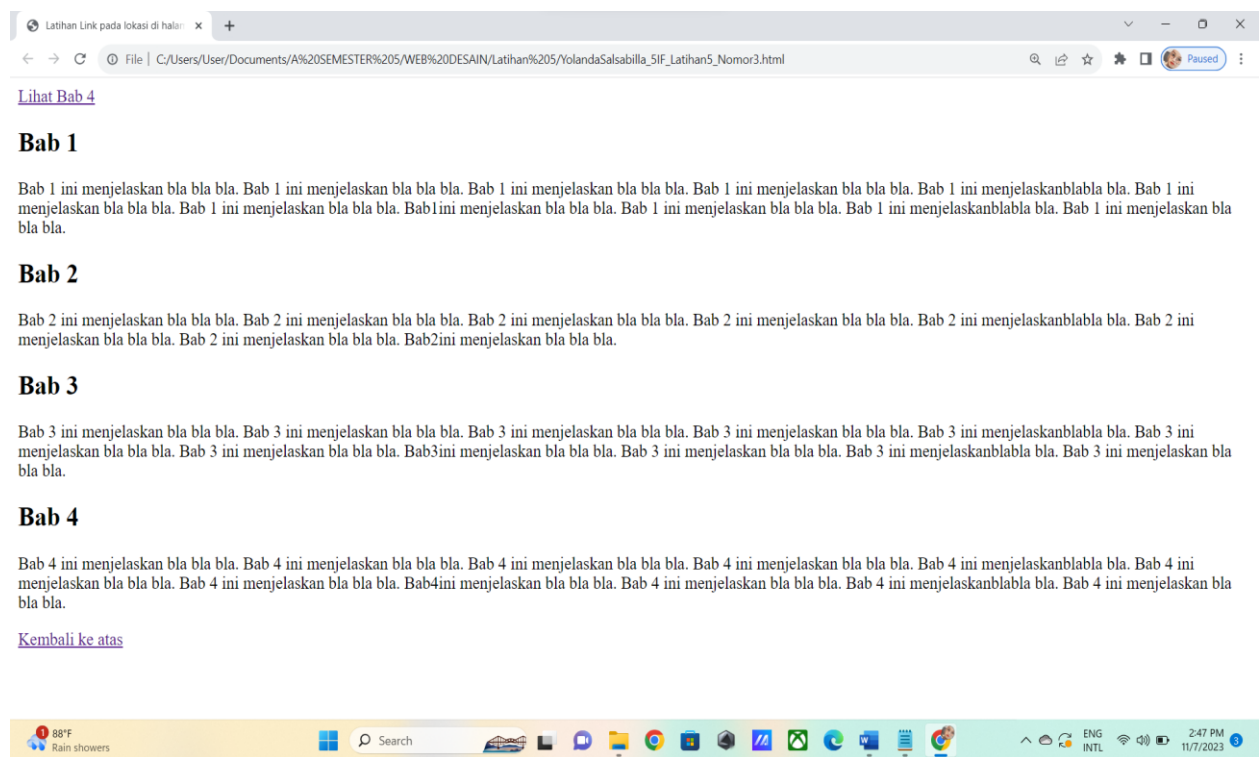 Latihan Link pada lokasi di halan
File | C:/Users/User/Documents/A%20SEMESTER%205/WEB%20DESAIN/Latihan%205/YolandaSalsabilla_5IF_Latihan5_Nomor3.html
Paused
Lihat Bab 4
Bab 1
Bab 1 ini menjelaskan bla bla bla. Bab 1 ini menjelaskan bla bla bla. Bab 1 ini menjelaskan bla bla bla. Bab 1 ini menjelaskan bla bla bla. Bab 1 ini menjelaskanblabla bla. Bab 1 ini
menjelaskan bla bla bla. Bab 1 ini menjelaskan bla bla bla. Bab1ini menjelaskan bla bla bla. Bab 1 ini menjelaskan bla bla bla. Bab 1 ini menjelaskanblabla bla. Bab 1 ini menjelaskan bla
bla bla.
Bab 2
Bab 2 ini menjelaskan bla bla bla. Bab 2 ini menjelaskan bla bla bla. Bab 2 ini menjelaskan bla bla bla. Bab 2 ini menjelaskan bla bla bla. Bab 2 ini menjelaskanblabla bla. Bab 2 ini
menjelaskan bla bla bla. Bab 2 ini menjelaskan bla bla bla. Bab2ini menjelaskan bla bla bla.
Bab 3
Bab 3 ini menjelaskan bla bla bla. Bab 3 ini menjelaskan bla bla bla. Bab 3 ini menjelaskan bla bla bla. Bab 3 ini menjelaskan bla bla bla. Bab 3 ini menjelaskanblabla bla. Bab 3 ini
menjelaskan bla bla bla. Bab 3 ini menjelaskan bla bla bla. Bab3ini menjelaskan bla bla bla. Bab 3 ini menjelaskan bla bla bla. Bab 3 ini menjelaskanblabla bla. Bab 3 ini menjelaskan bla
bla bla.
Bab 4
Bab 4 ini menjelaskan bla bla bla. Bab 4 ini menjelaskan bla bla bla. Bab 4 ini menjelaskan bla bla bla. Bab 4 ini menjelaskan bla bla bla. Bab 4 ini menjelaskanblabla bla. Bab 4 ini
menjelaskan bla bla bla. Bab 4 ini menjelaskan bla bla bla. Bab4ini menjelaskan bla bla bla. Bab 4 ini menjelaskan bla bla bla. Bab 4 ini menjelaskanblabla bla. Bab 4 ini menjelaskan bla
bla bla.
Kembali ke atas
1
88°F
Rain showers
Search
ENG
INTL
2:47 PM
11/7/2023
3